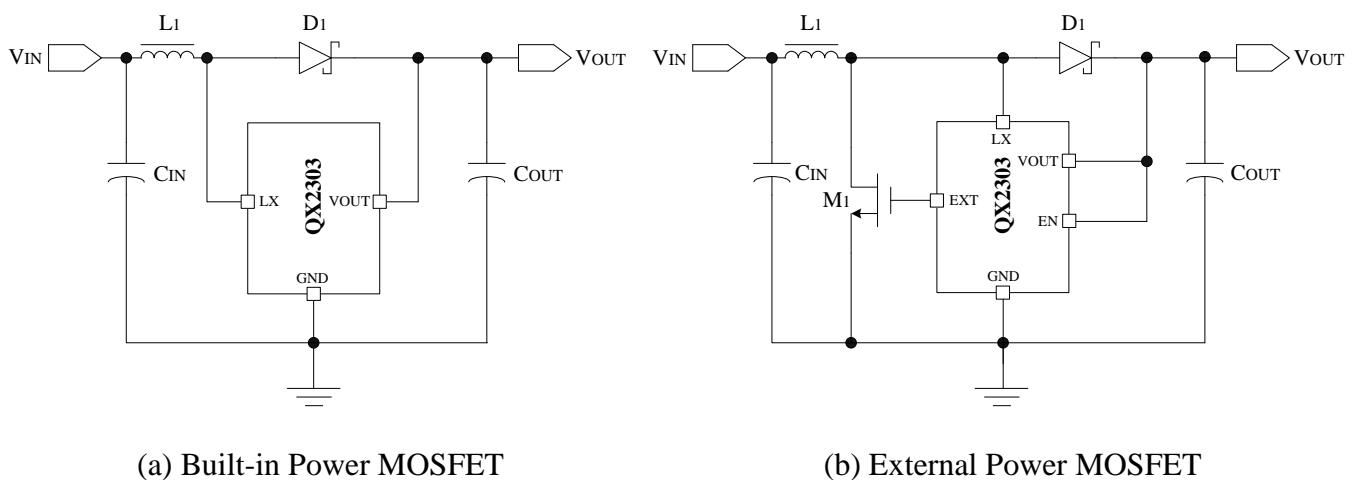 L1
D1
VIN
VOUT
CIN
COUT
LX
VOUT
QX2303
GND
(a) Built-in Power MOSFET
L1
D1
VIN
VOUT
LX
VOUT
CIN
COUT
M1
EXT
QX2303
EN
GND
(b) External Power MOSFET